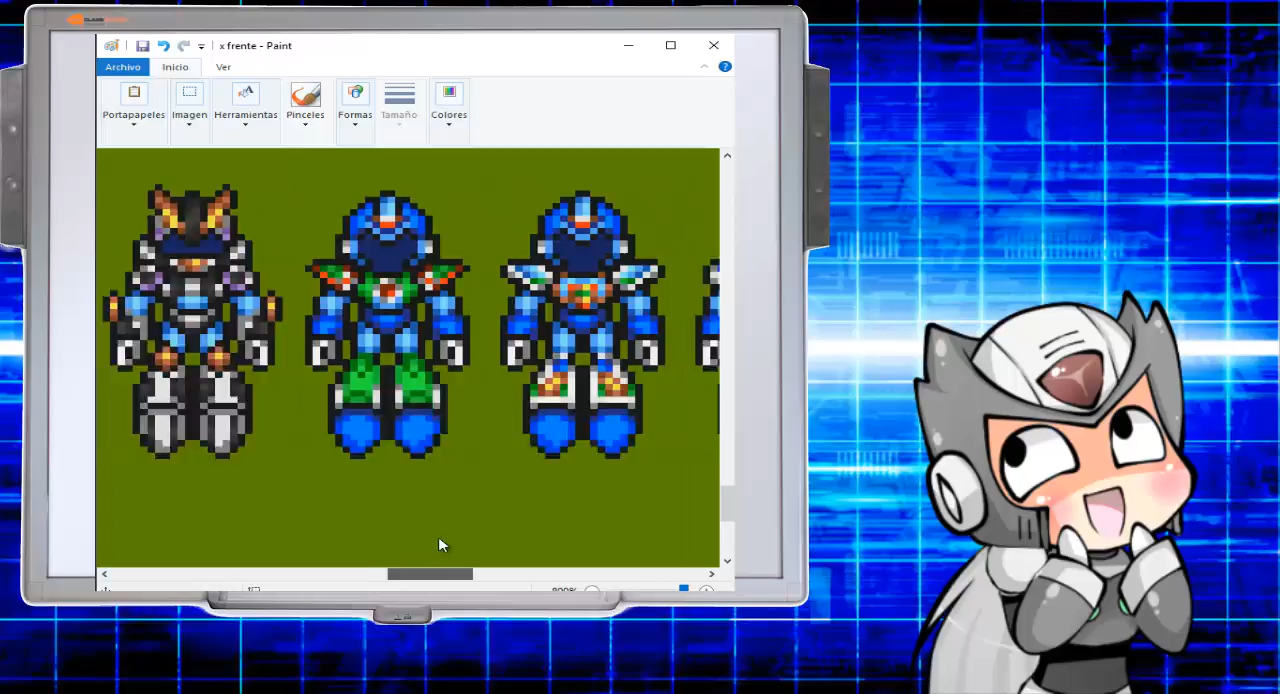 x frente - Paint
Archivo Inicio Ver
Portapapeles Imagen Herramientas Pinceles Formas Tamaño Colores